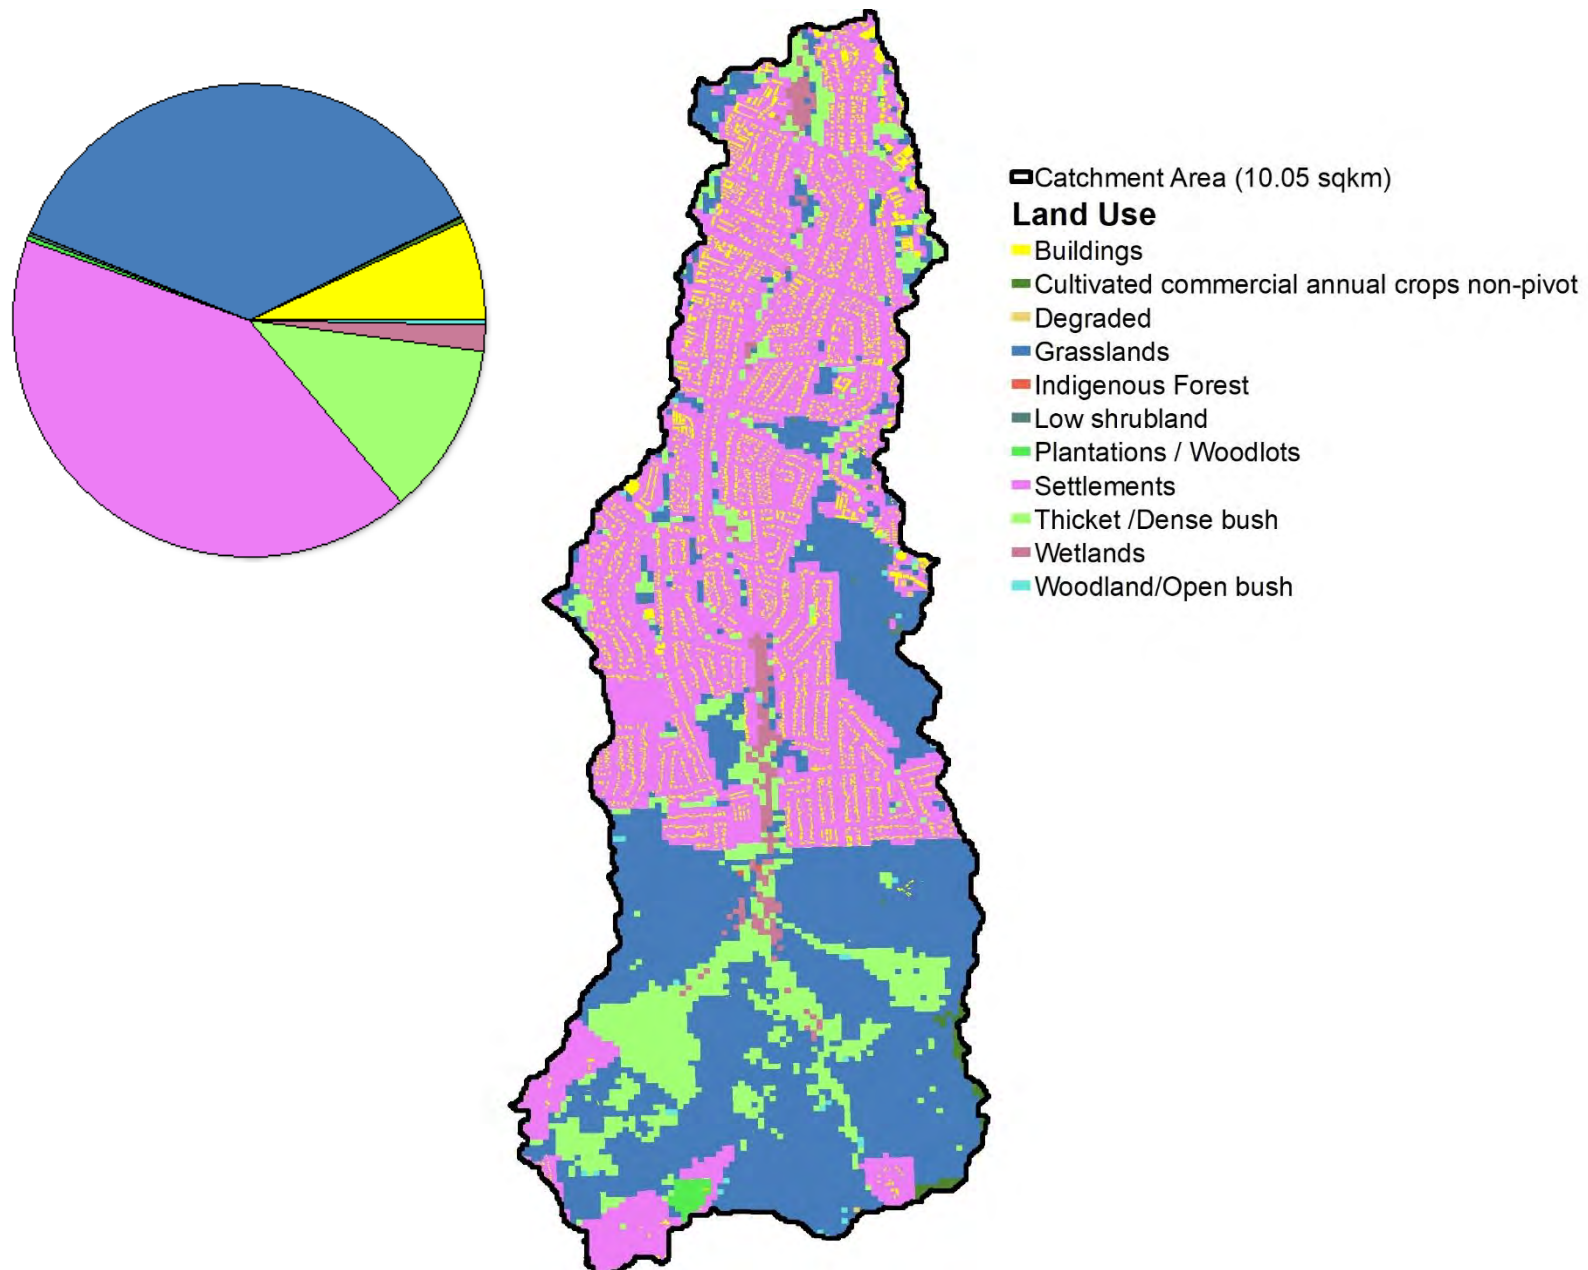 Catchment Area (10.05 sqkm)
Land Use
Buildings
Cultivated commercial annual crops non-pivot
Degraded
Grasslands
Indigenous Forest
Low shrubland
Plantations / Woodlots
Settlements
Thicket /Dense bush
Wetlands
Woodland/Open bush